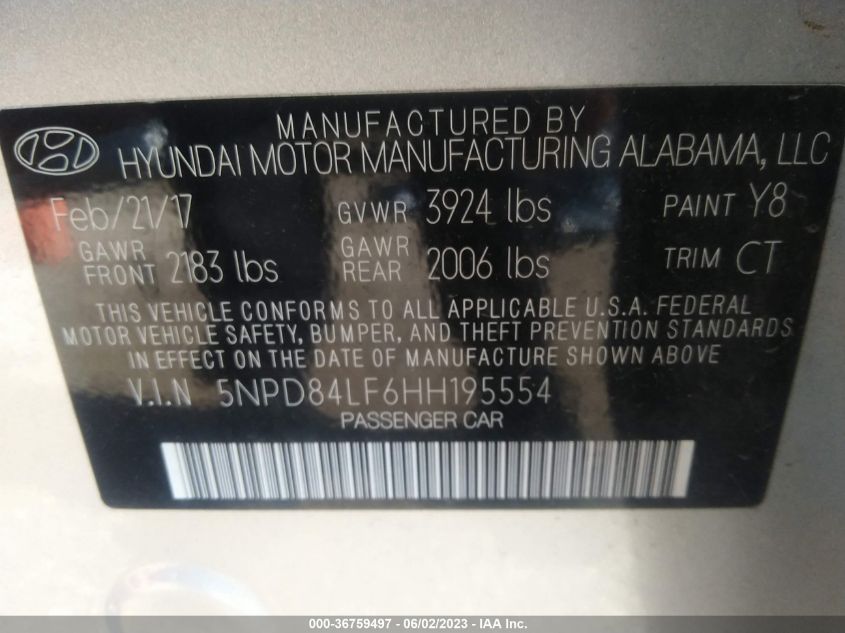 MANUFACTURED BY
HYUNDAI MOTOR MANUFACTURING ALABAMA, LLC
Feb/21/17 GVWR 3924 lbs PAINT Y8
GAWR FRONT 2183 lbs GAWR REAR 2006 lbs TRIM CT
THIS VEHICLE CONFORMS TO ALL APPLICABLE U.S.A. FEDERAL
MOTOR VEHICLE SAFETY, BUMPER, AND THEFT PREVENTION STANDARDS
IN EFFECT ON THE DATE OF MANUFACTURE SHOWN ABOVE
V.I.N 5NPD84LF6HH195554
PASSENGER CAR
000-36759497 - 06/02/2023 - IAA Inc.